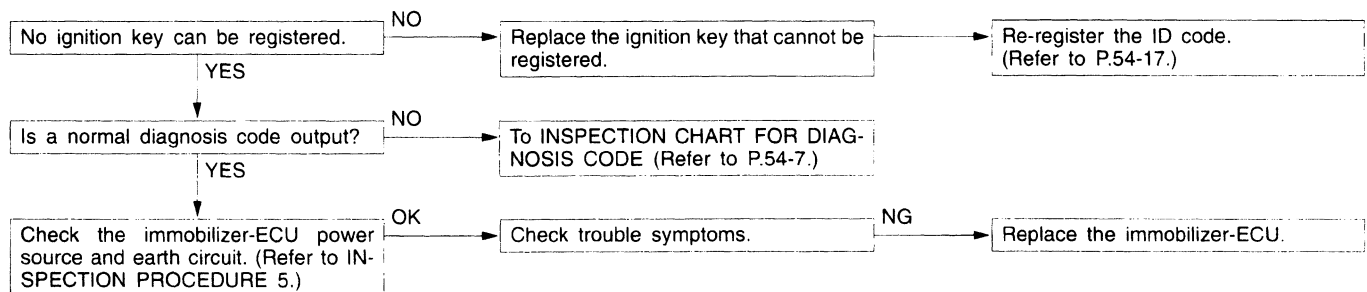 No ignition key can be registered.
NO
Replace the ignition key that cannot be
registered.
Re-register the ID code.
(Refer to P.54-17.)
YES
Is a normal diagnosis code output?
NO
To INSPECTION CHART FOR DIAG-
NOSIS CODE (Refer to P.54-7.)
YES
Check the immobilizer-ECU power
source and earth circuit. (Refer to IN-
SPECTION PROCEDURE 5.)
OK
Check trouble symptoms.
NG
Replace the immobilizer-ECU.